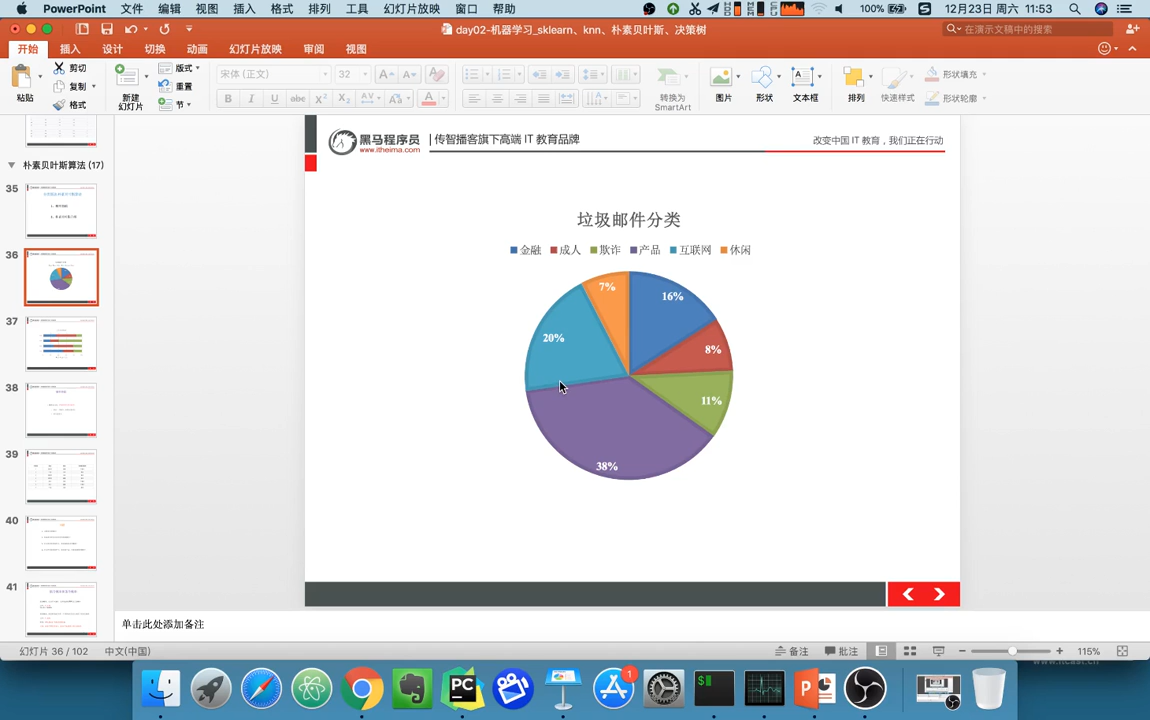 PowerPoint 文件 编辑 视图 插入 格式 排列 工具 幻灯片放映 窗口 帮助 100% 12月23日 周六 11:53
day02-机器学习_sklearn、knn、朴素贝叶斯、决策树
在演示文稿中的搜索
开始 插入 设计 切换 动画 幻灯片放映 审阅 视图
粘贴 剪切 复制 格式 新建 幻灯片 版式 重置 节
宋体 (正文) 32
B I U abc X² X₂ AV Aa A
转换为 SmartArt 图片 形状 文本框 排列 快速样式 形状填充 形状轮廓
朴素贝叶斯算法 (17)
35
36
37
38
39
40
41
黑马程序员
www.itheima.com
传智播客旗下高端 IT 教育品牌
改变中国 IT 教育，我们正在行动
垃圾邮件分类
金融 成人 欺诈 产品 互联网 休闲
7%
16%
20%
8%
11%
38%
单击此处添加备注
幻灯片 36 / 102 中文(中国) 备注 批注 115%
www.itcast.cn
PC
1
$
P